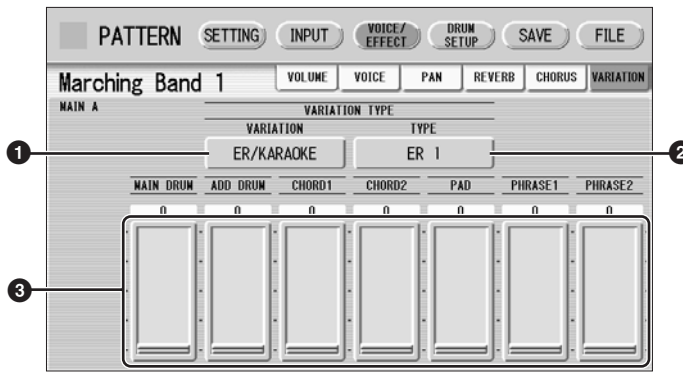 PATTERN SETTING INPUT VOICE/ EFFECT DRUM SETUP SAVE FILE
Marching Band 1 VOLUME VOICE PAN REVERB CHORUS VARIATION
MAIN A
VARIATION TYPE
VARIATION TYPE
1 ER/KARAOKE ER 1 2
MAIN DRUM ADD DRUM CHORD1 CHORD2 PAD PHRASE1 PHRASE2
0 0 0 0 0 0 0
3